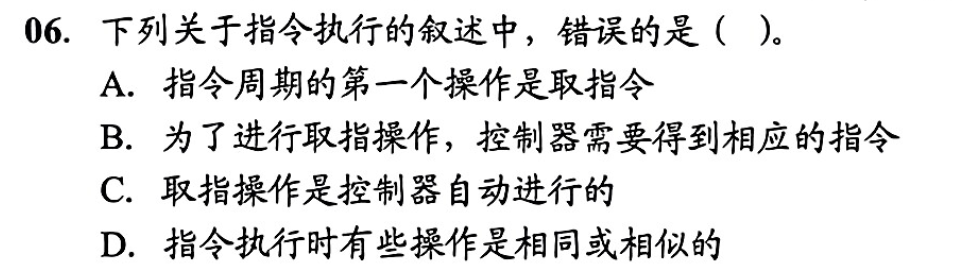 06. 下列关于指令执行的叙述中，错误的是（ ）。
A. 指令周期的第一个操作是取指令
B. 为了进行取指操作，控制器需要得到相应的指令
C. 取指操作是控制器自动进行的
D. 指令执行时有些操作是相同或相似的